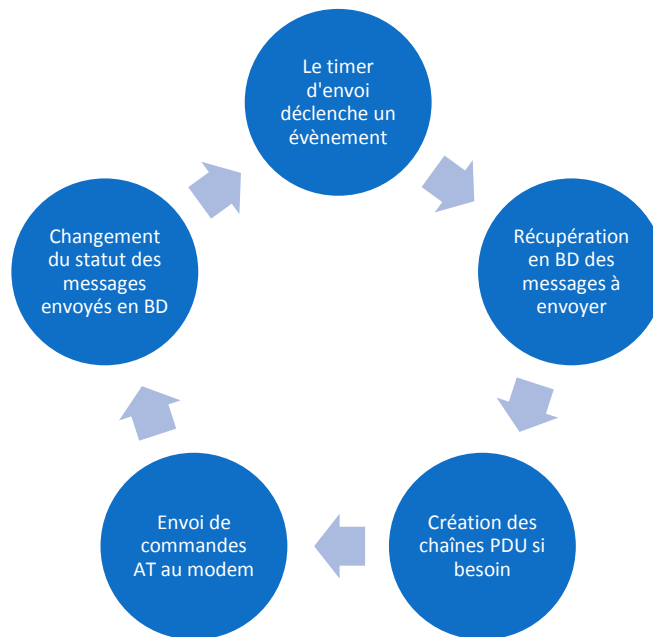 Le timer
d'envoi
déclenche un
évènement
Récupération
en BD des
messages à
envoyer
Création des
chaînes PDU si
besoin
Envoi de
commandes
AT au modem
Changement
du statut des
messages
envoyés en BD